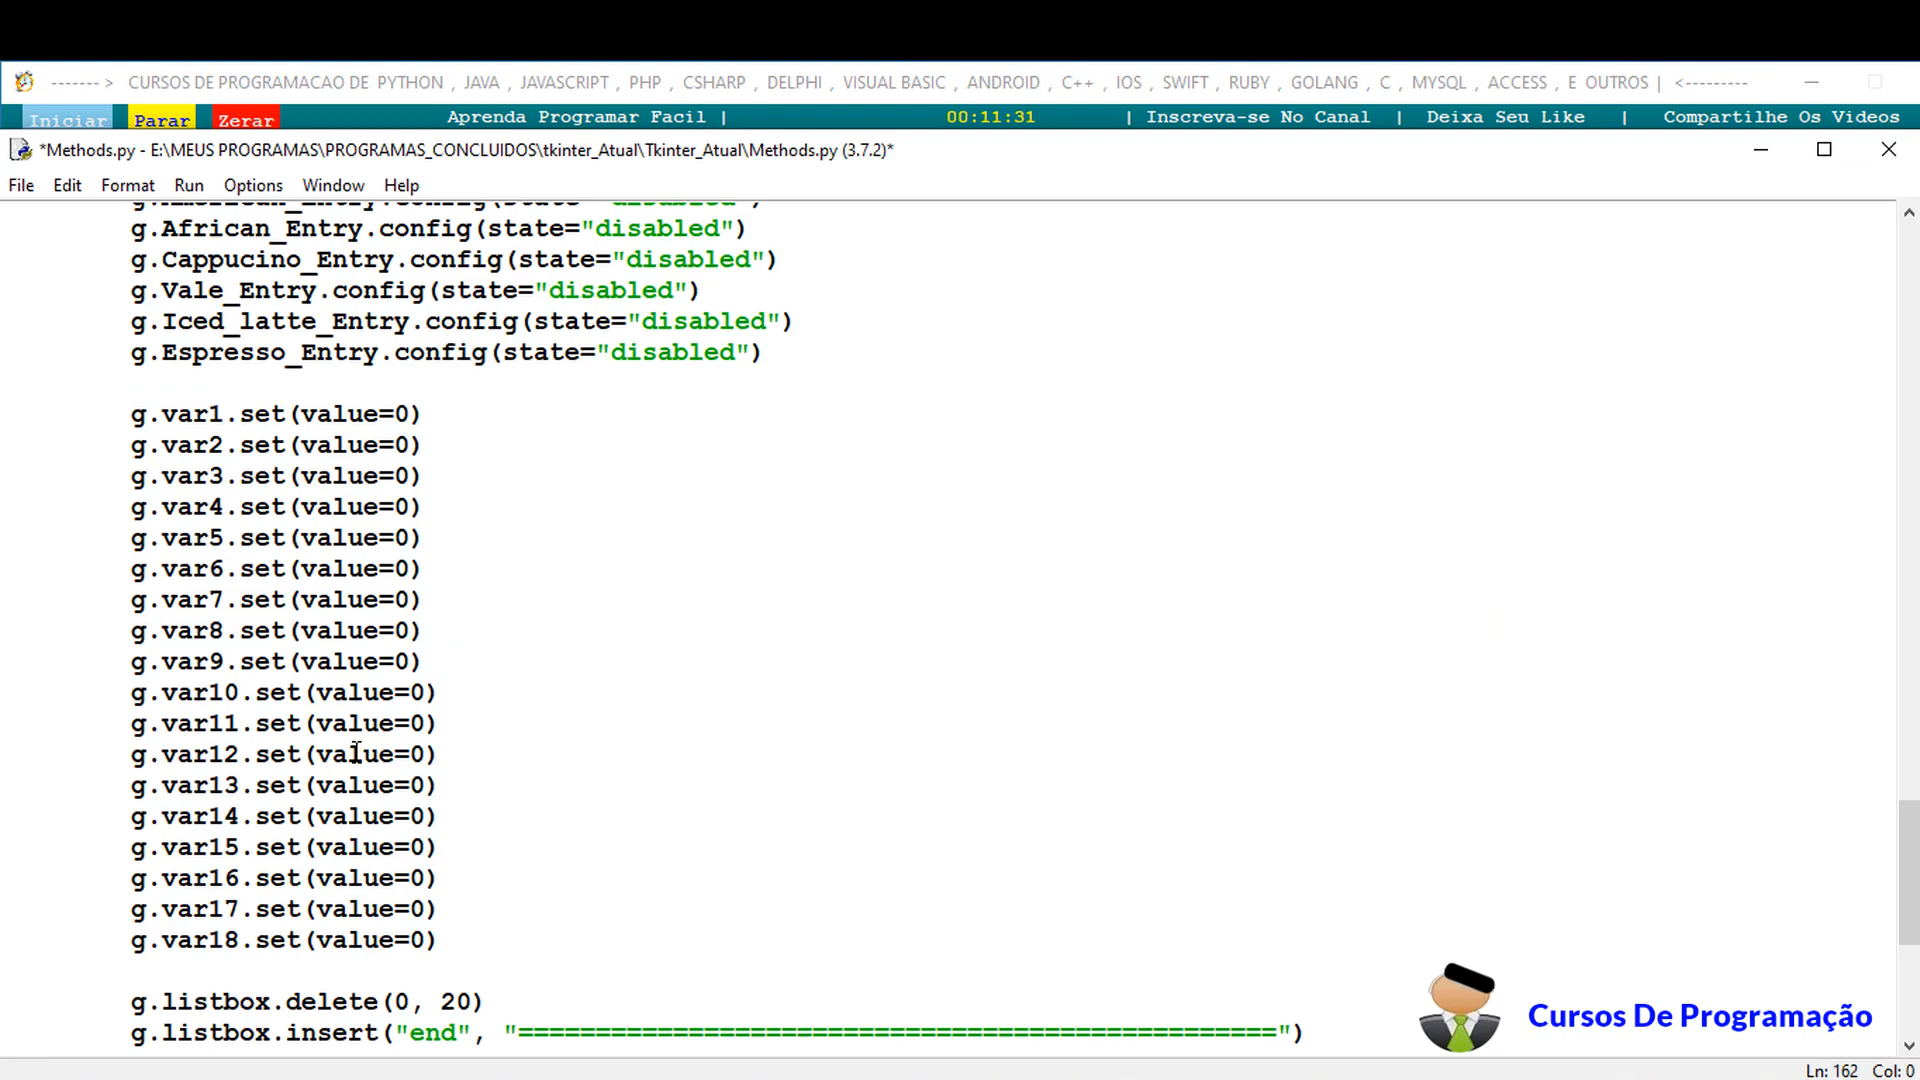 ------- >   CURSOS DE PROGRAMACAO DE  PYTHON  ,  JAVA  ,  JAVASCRIPT  ,  PHP  ,  CSHARP  ,  DELPHI  ,  VISUAL BASIC  ,  ANDROID  ,  C++  ,  IOS  ,  SWIFT  ,  RUBY  ,  GOLANG  ,  C  ,  MYSQL  ,  ACCESS  ,  E  OUTROS |   <---------
Iniciar   Parar   Zerar   Aprenda Programar Facil |   00:11:31   | Inscreva-se No Canal  |  Deixa Seu Like   |   Compartilhe Os Videos
*Methods.py - E:\MEUS PROGRAMAS\PROGRAMAS_CONCLUIDOS\tkinter_Atual\Tkinter_Atual\Methods.py (3.7.2)*
File   Edit   Format   Run   Options   Window   Help
g.American_Entry.config(state="disabled")
g.African_Entry.config(state="disabled")
g.Cappucino_Entry.config(state="disabled")
g.Vale_Entry.config(state="disabled")
g.Iced_latte_Entry.config(state="disabled")
g.Espresso_Entry.config(state="disabled")
g.var1.set(value=0)
g.var2.set(value=0)
g.var3.set(value=0)
g.var4.set(value=0)
g.var5.set(value=0)
g.var6.set(value=0)
g.var7.set(value=0)
g.var8.set(value=0)
g.var9.set(value=0)
g.var10.set(value=0)
g.var11.set(value=0)
g.var12.set(value=0)
g.var13.set(value=0)
g.var14.set(value=0)
g.var15.set(value=0)
g.var16.set(value=0)
g.var17.set(value=0)
g.var18.set(value=0)
g.listbox.delete(0, 20)
g.listbox.insert("end", "=================================================")
Cursos De Programação
Ln: 162   Col: 0